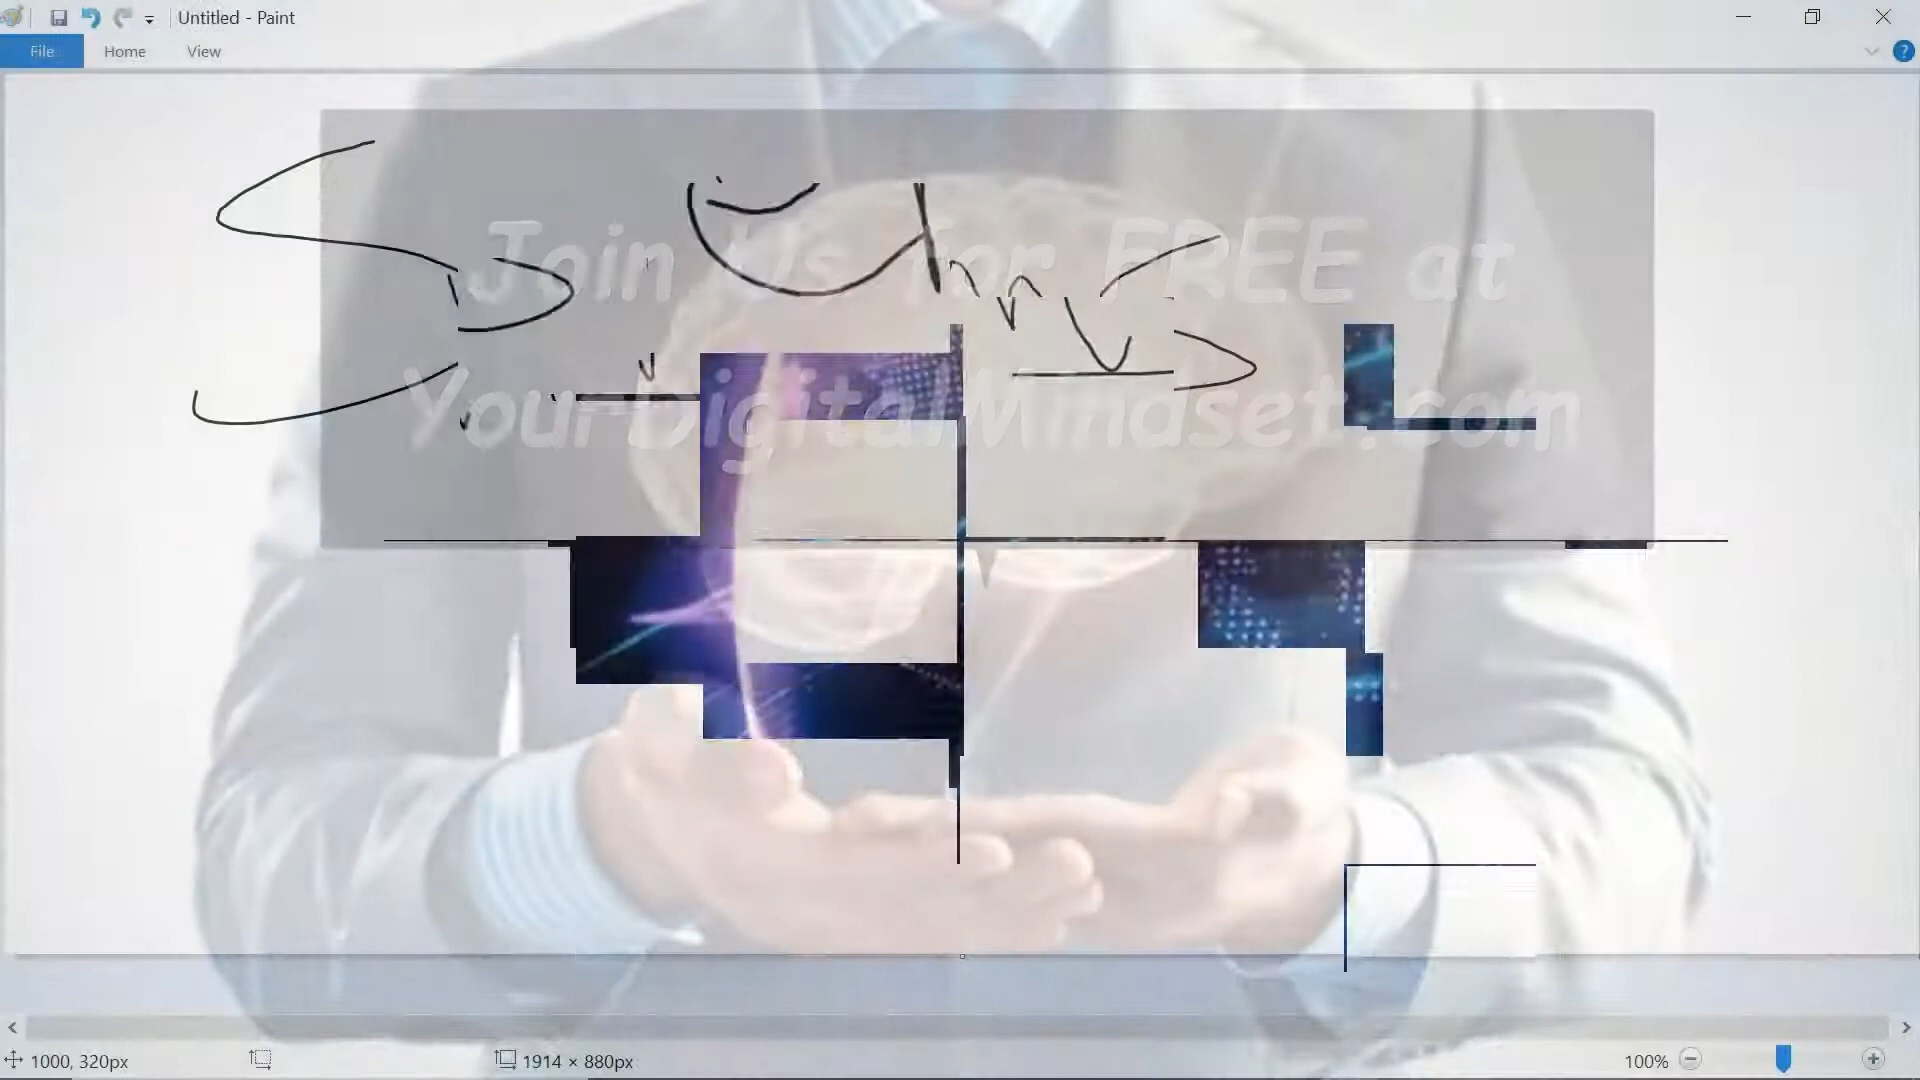 Untitled - Paint
File Home View
Join Us for FREE at
YourDigitalMindset.com
1000, 320px 1914 × 880px 100%